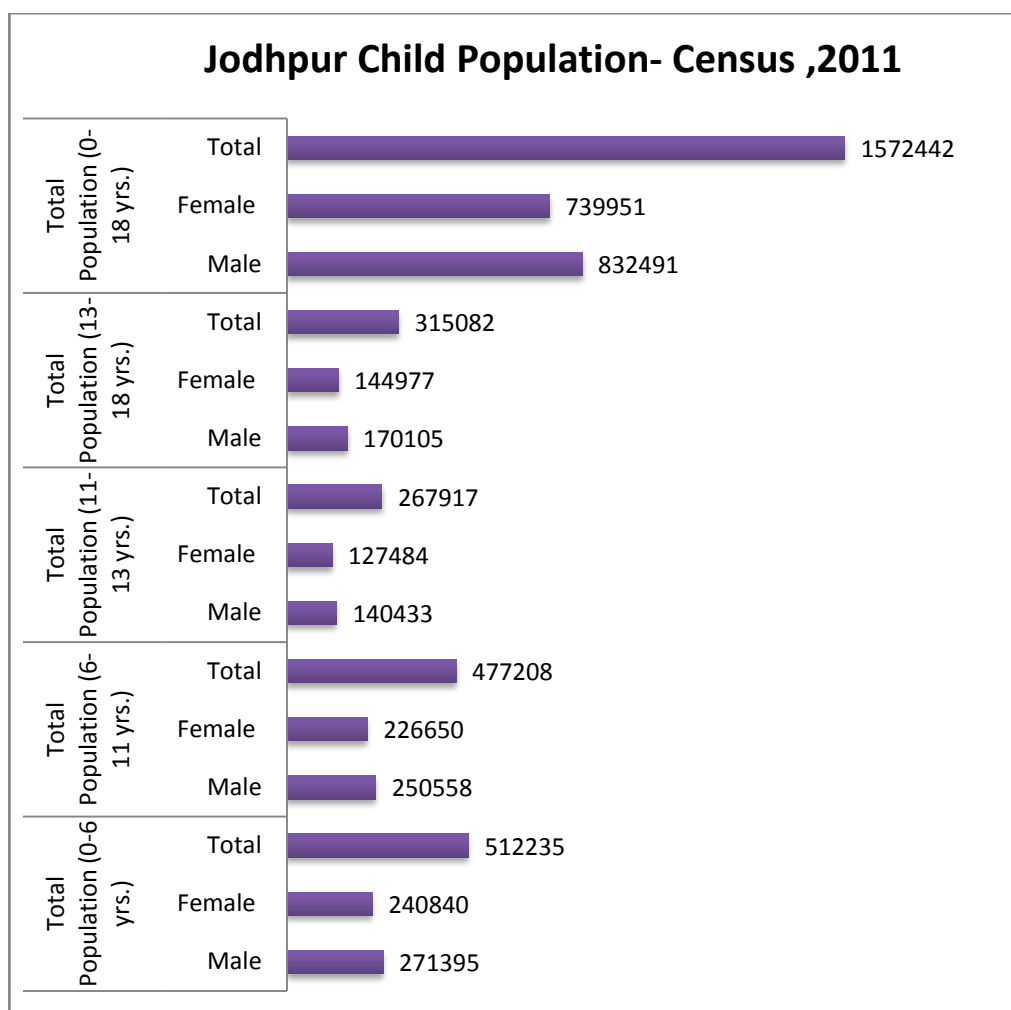 Jodhpur Child Population- Census ,2011
Total
Population (0-
18 yrs.)
Total 1572442
Female 739951
Male 832491
Total
Population (13-
18 yrs.)
Total 315082
Female 144977
Male 170105
Total
Population (11-
13 yrs.)
Total 267917
Female 127484
Male 140433
Total
Population (6-
11 yrs.)
Total 477208
Female 226650
Male 250558
Total
Population (0-6
yrs.)
Total 512235
Female 240840
Male 271395